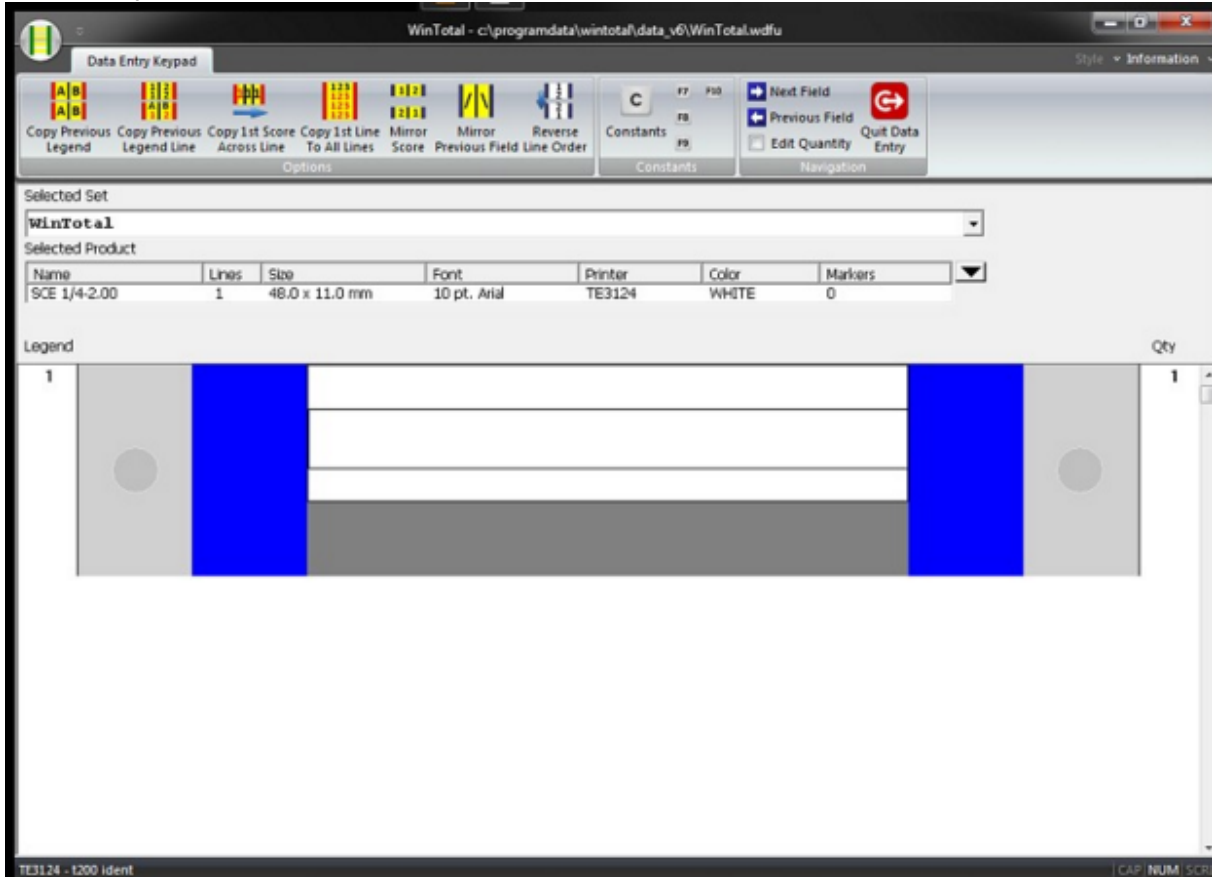 WinTotal - c:\programdata\wintotal\data_v6\WinTotal.wdfu
Data Entry Keypad
Style
Information
Copy Previous Legend
Copy Previous Legend Line
Copy 1st Score Across Line
Copy 1st Line To All Lines
Mirror Score
Mirror Previous Field
Reverse Line Order
Options
C
Constants
F7
F10
F8
F9
Constants
Next Field
Previous Field
Edit Quantity
Quit Data Entry
Navigation
Selected Set
WinTotal
Selected Product
Name Lines Size Font Printer Color Markers
SCE 1/4-2.00 1 48.0 x 11.0 mm 10 pt. Arial TE3124 WHITE 0
Legend Qty
1 1
TE3124 - t200 ident
CAP NUM SCR